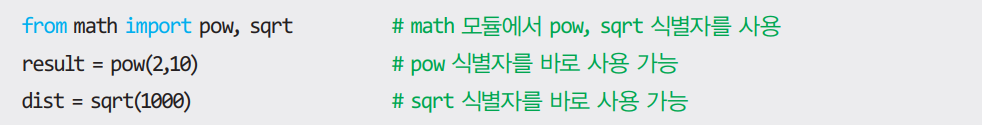 from math import pow, sqrt # math 모듈에서 pow, sqrt 식별자를 사용
result = pow(2,10) # pow 식별자를 바로 사용 가능
dist = sqrt(1000) # sqrt 식별자를 바로 사용 가능